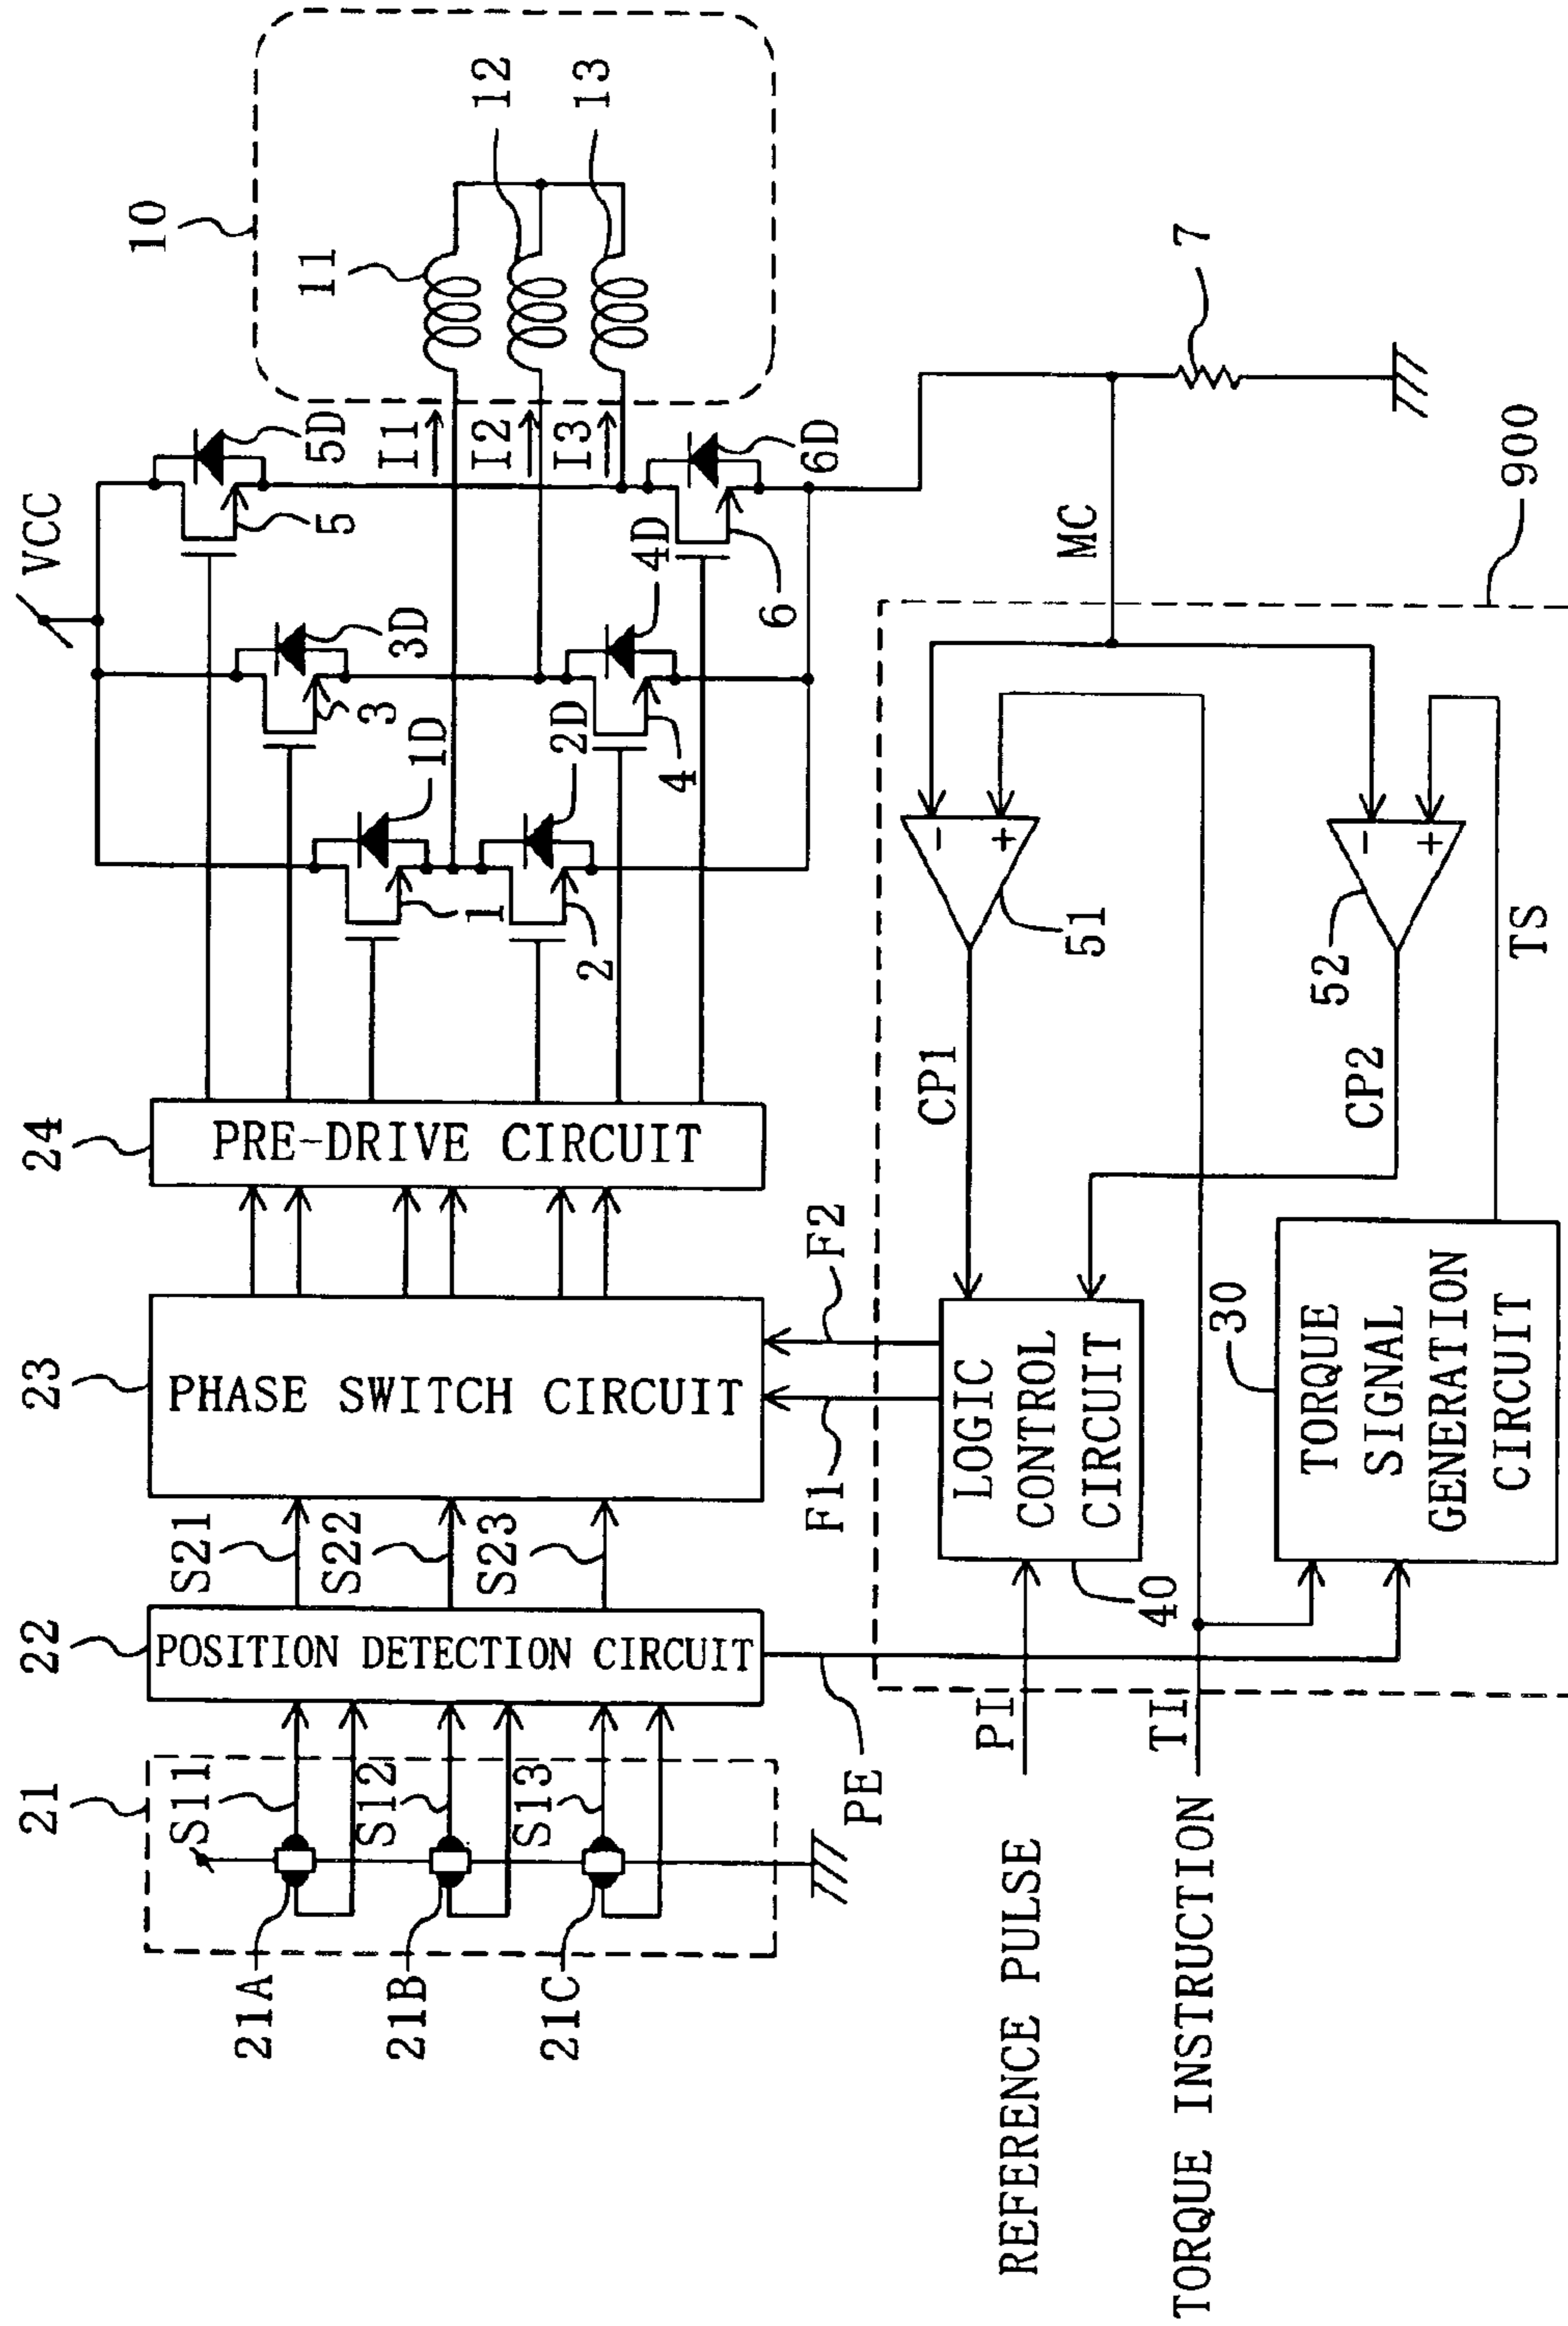 VCC
10
11
12
13
5D
5
3D
3
1D
1
I1
I2
I3
2D
2
4D
4
6D
6
7
MC
24
PRE-DRIVE CIRCUIT
23
PHASE SWITCH CIRCUIT
22
POSITION DETECTION CIRCUIT
S21
S22
S23
21
S11
S12
S13
21A
21B
21C
PE
F1
F2
900
51
CP1
52
CP2
TS
LOGIC
CONTROL
CIRCUIT
40
30
TORQUE
SIGNAL
GENERATION
CIRCUIT
-
+
-
+
REFERENCE PULSE PI
TORQUE INSTRUCTION TI